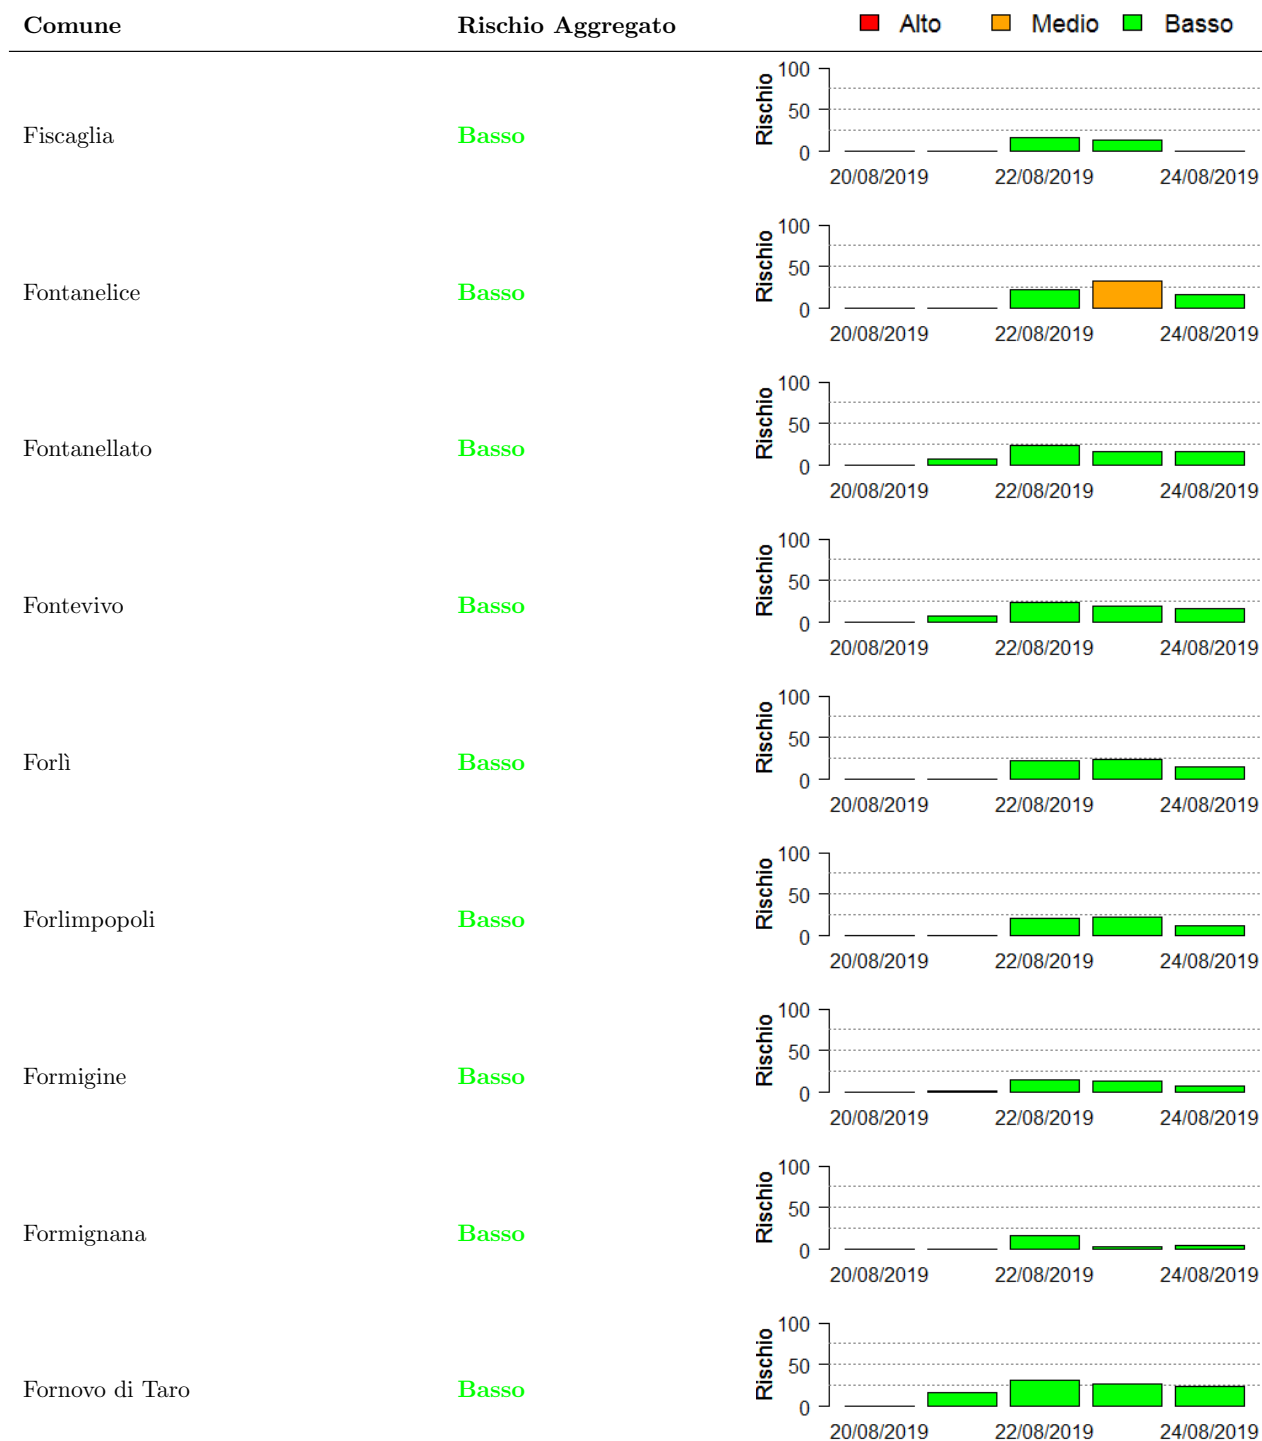 Comune Rischio Aggregato Alto Medio Basso
Fiscaglia Basso Rischio 100 50 0
20/08/2019 22/08/2019 24/08/2019
Fontanelice Basso Rischio 100 50 0
20/08/2019 22/08/2019 24/08/2019
Fontanellato Basso Rischio 100 50 0
20/08/2019 22/08/2019 24/08/2019
Fontevivo Basso Rischio 100 50 0
20/08/2019 22/08/2019 24/08/2019
Forlì Basso Rischio 100 50 0
20/08/2019 22/08/2019 24/08/2019
Forlimpopoli Basso Rischio 100 50 0
20/08/2019 22/08/2019 24/08/2019
Formigine Basso Rischio 100 50 0
20/08/2019 22/08/2019 24/08/2019
Formignana Basso Rischio 100 50 0
20/08/2019 22/08/2019 24/08/2019
Fornovo di Taro Basso Rischio 100 50 0
20/08/2019 22/08/2019 24/08/2019